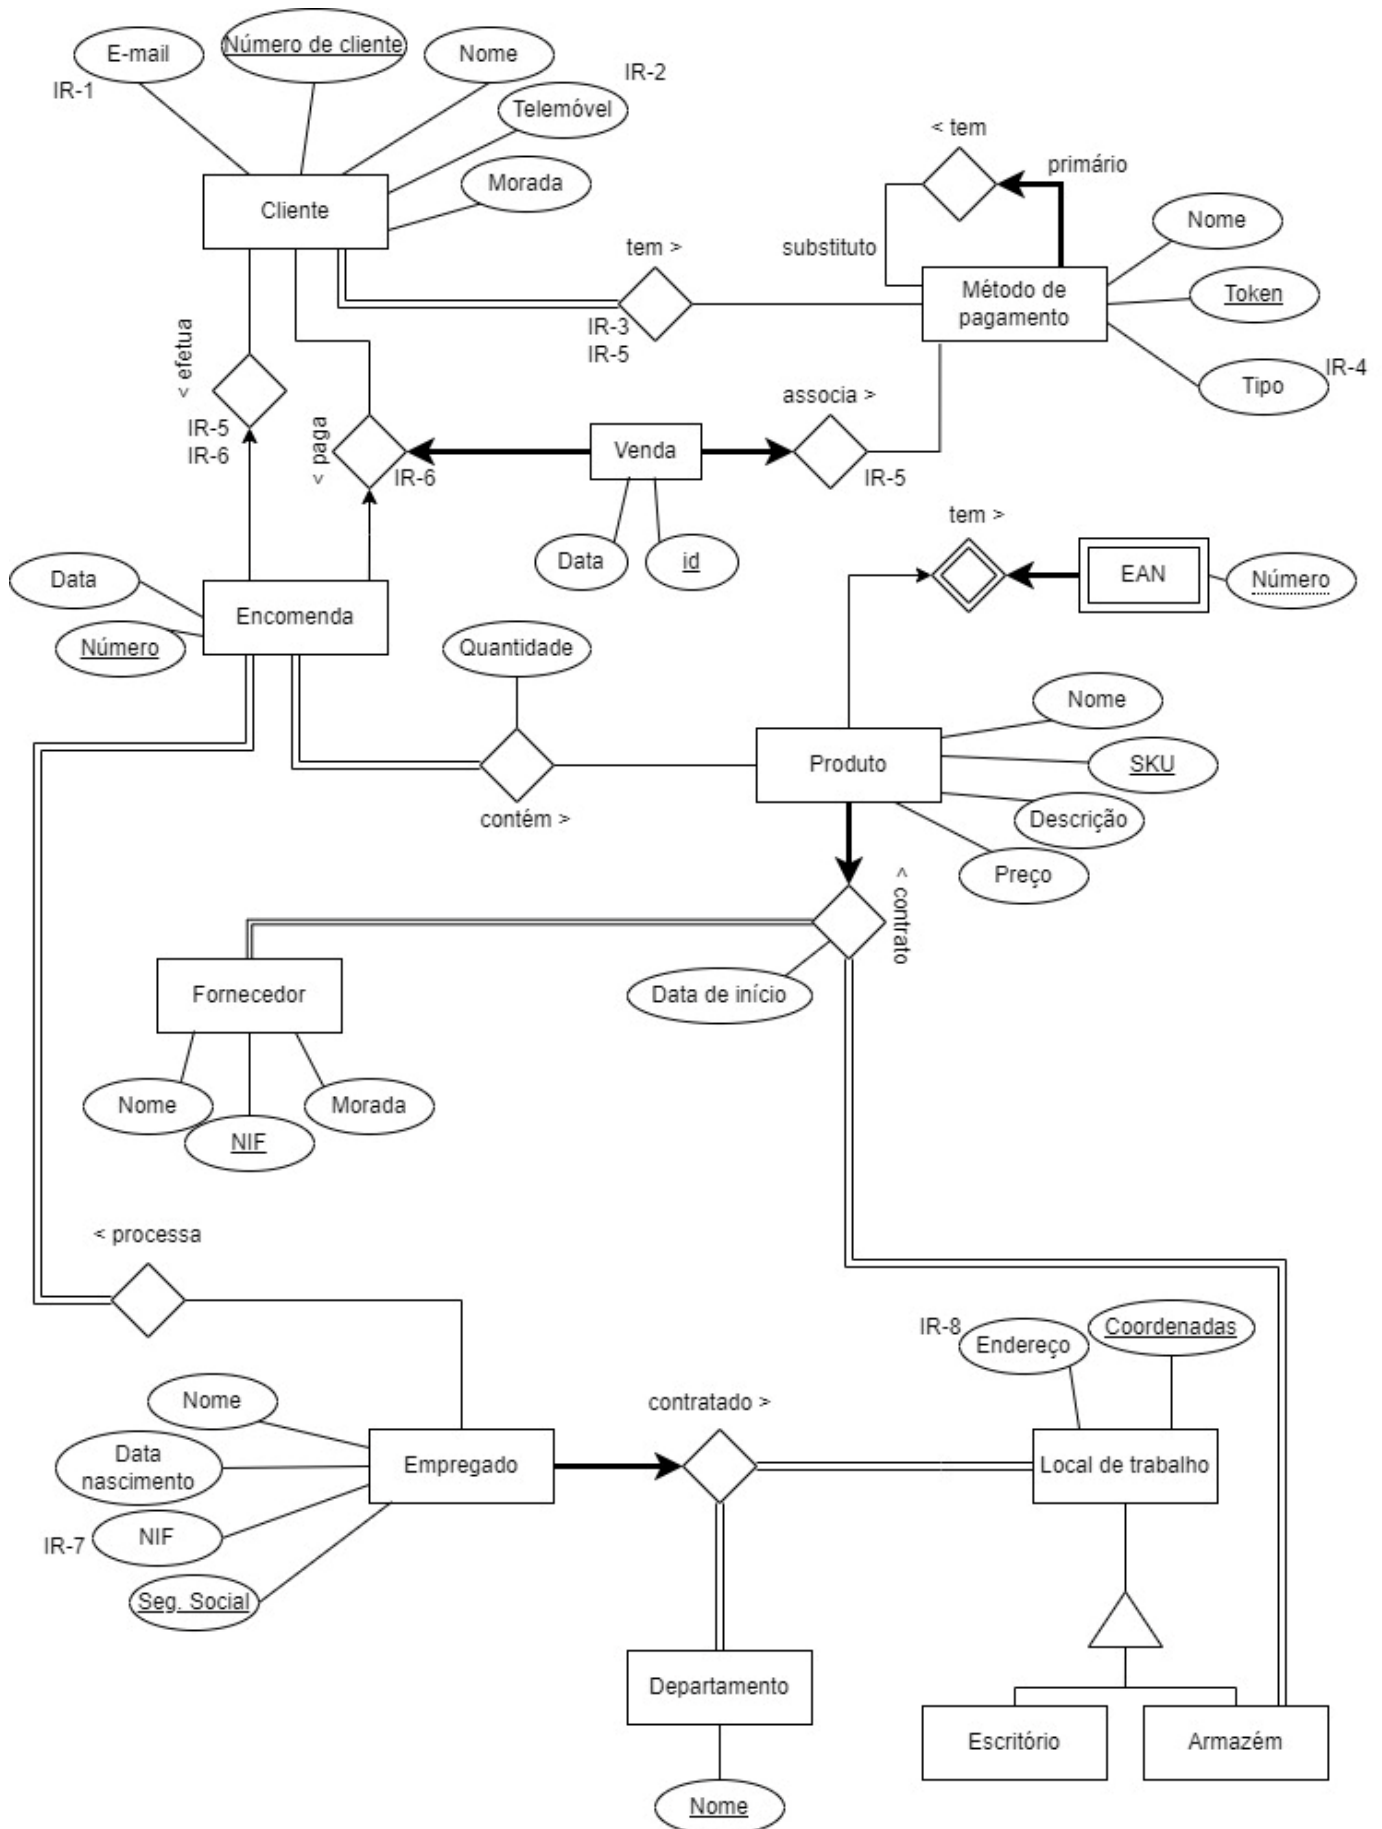 E-mail
Número de cliente
Nome
IR-1
IR-2
Telemóvel
Morada
Cliente
< tem
primário
substituto
tem >
IR-3
IR-5
Método de
pagamento
Nome
Token
Tipo
IR-4
< efetua
IR-5
IR-6
< paga
IR-6
Venda
associa >
IR-5
Data
id
tem >
EAN
Número
Data
Número
Encomenda
Quantidade
contém >
Produto
Nome
SKU
Descrição
Preço
< contrato
Data de início
Fornecedor
Nome
NIF
Morada
< processa
Nome
Data
nascimento
NIF
IR-7
Seg. Social
Empregado
contratado >
IR-8
Endereço
Coordenadas
Local de trabalho
Departamento
Nome
Escritório
Armazém